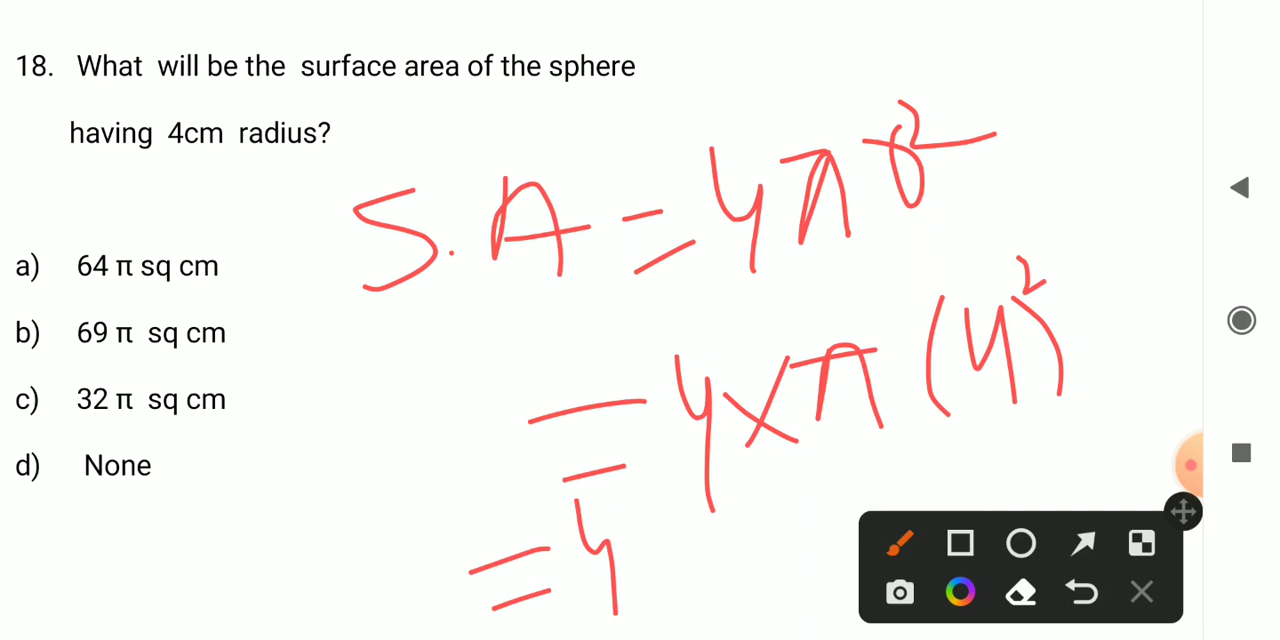 18. What will be the surface area of the sphere
having 4cm radius?
S.A = 4πr²
= 4×π(4)²
a) 64 π sq cm
b) 69 π sq cm
c) 32 π sq cm
d) None
= 4